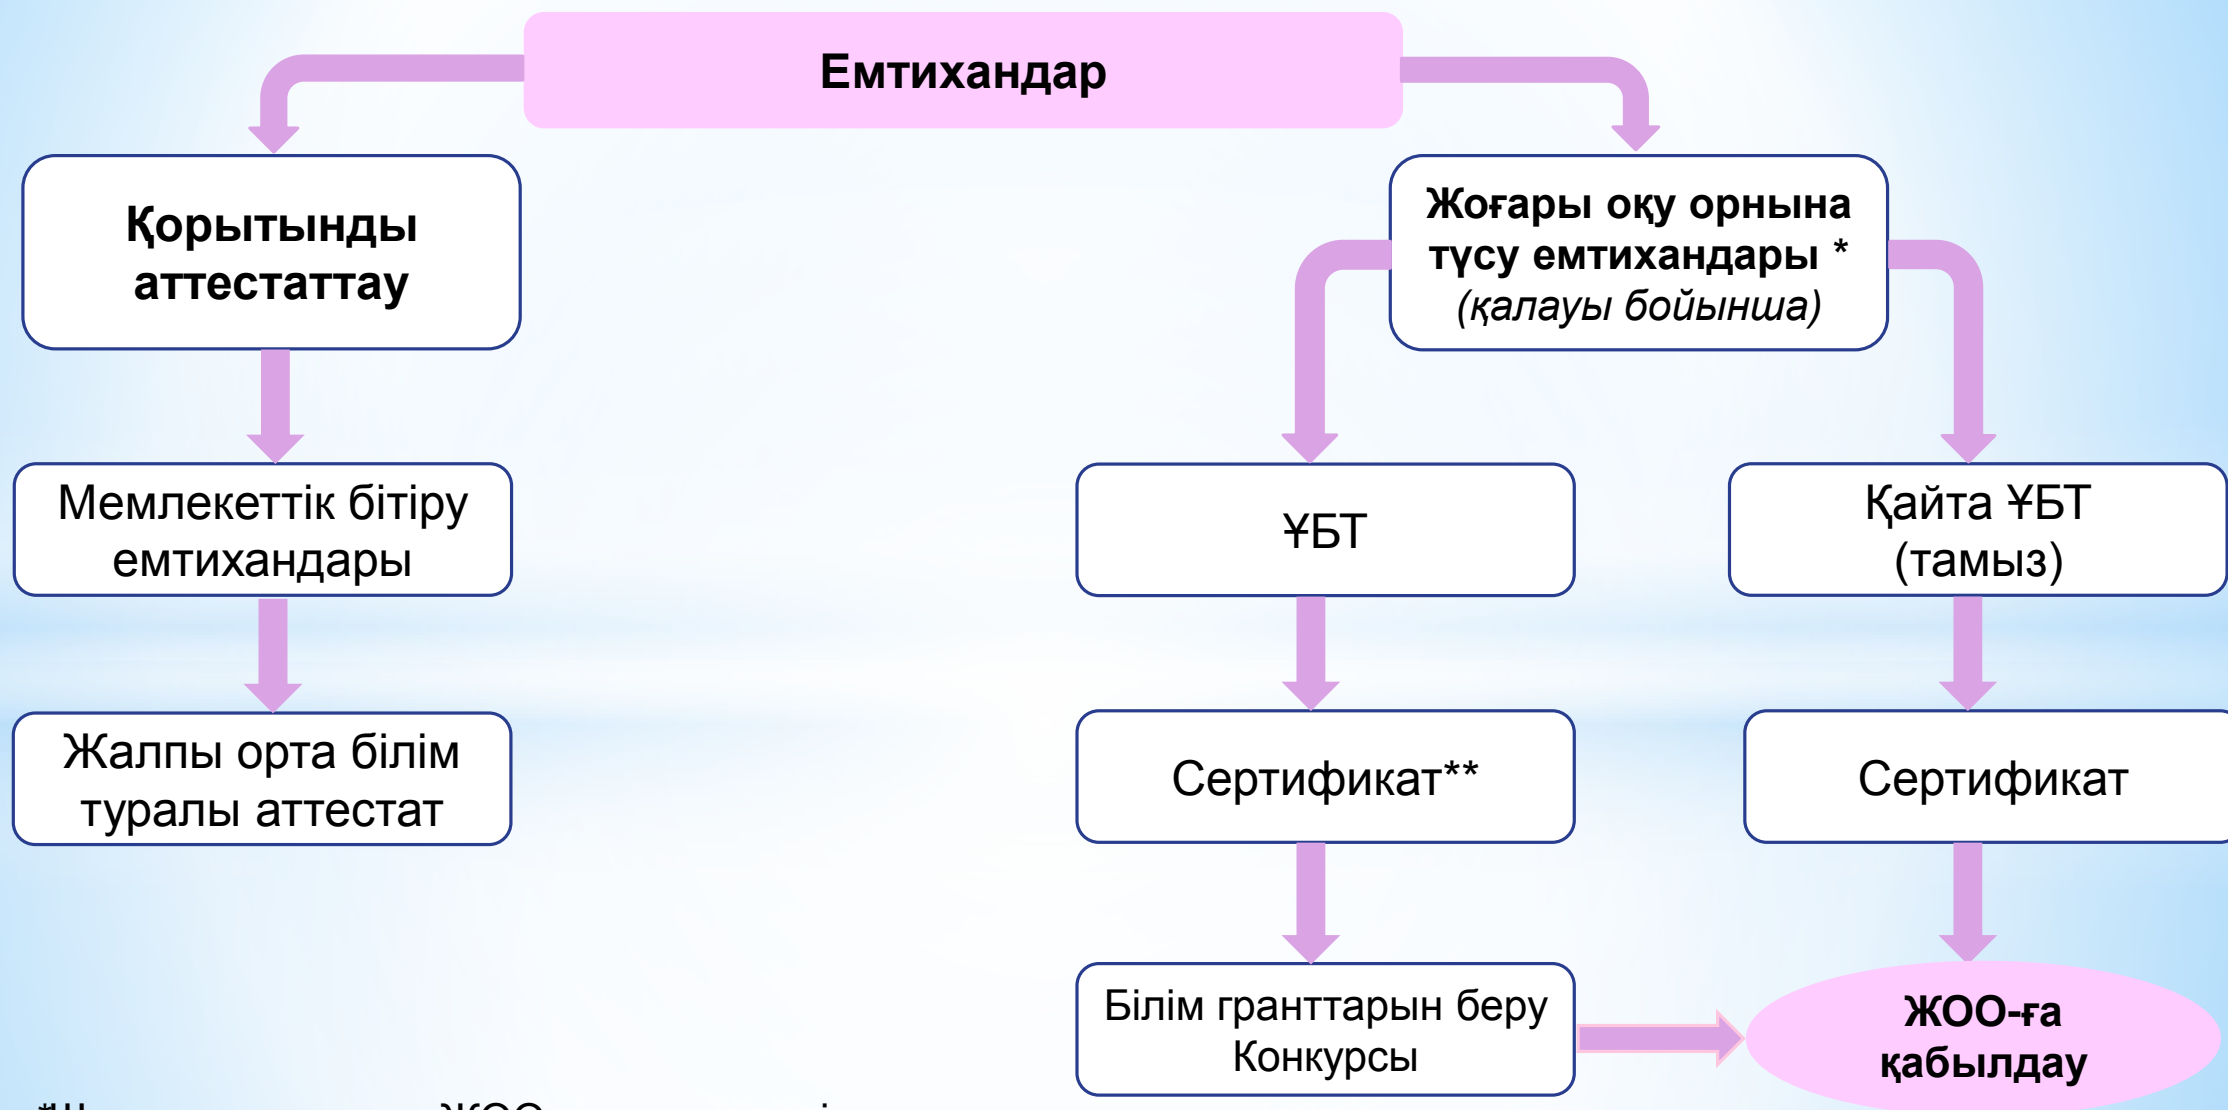 Емтихандар
Қорытынды
аттестаттау
Жоғары оқу орнына
түсу емтихандары *
(қалауы бойынша)
Мемлекеттік бітіру
емтихандары
ҰБТ
Қайта ҰБТ
(тамыз)
Жалпы орта білім
туралы аттестат
Сертификат**
Сертификат
Білім гранттарын беру
Конкурсы
ЖОО-ға
қабылдау